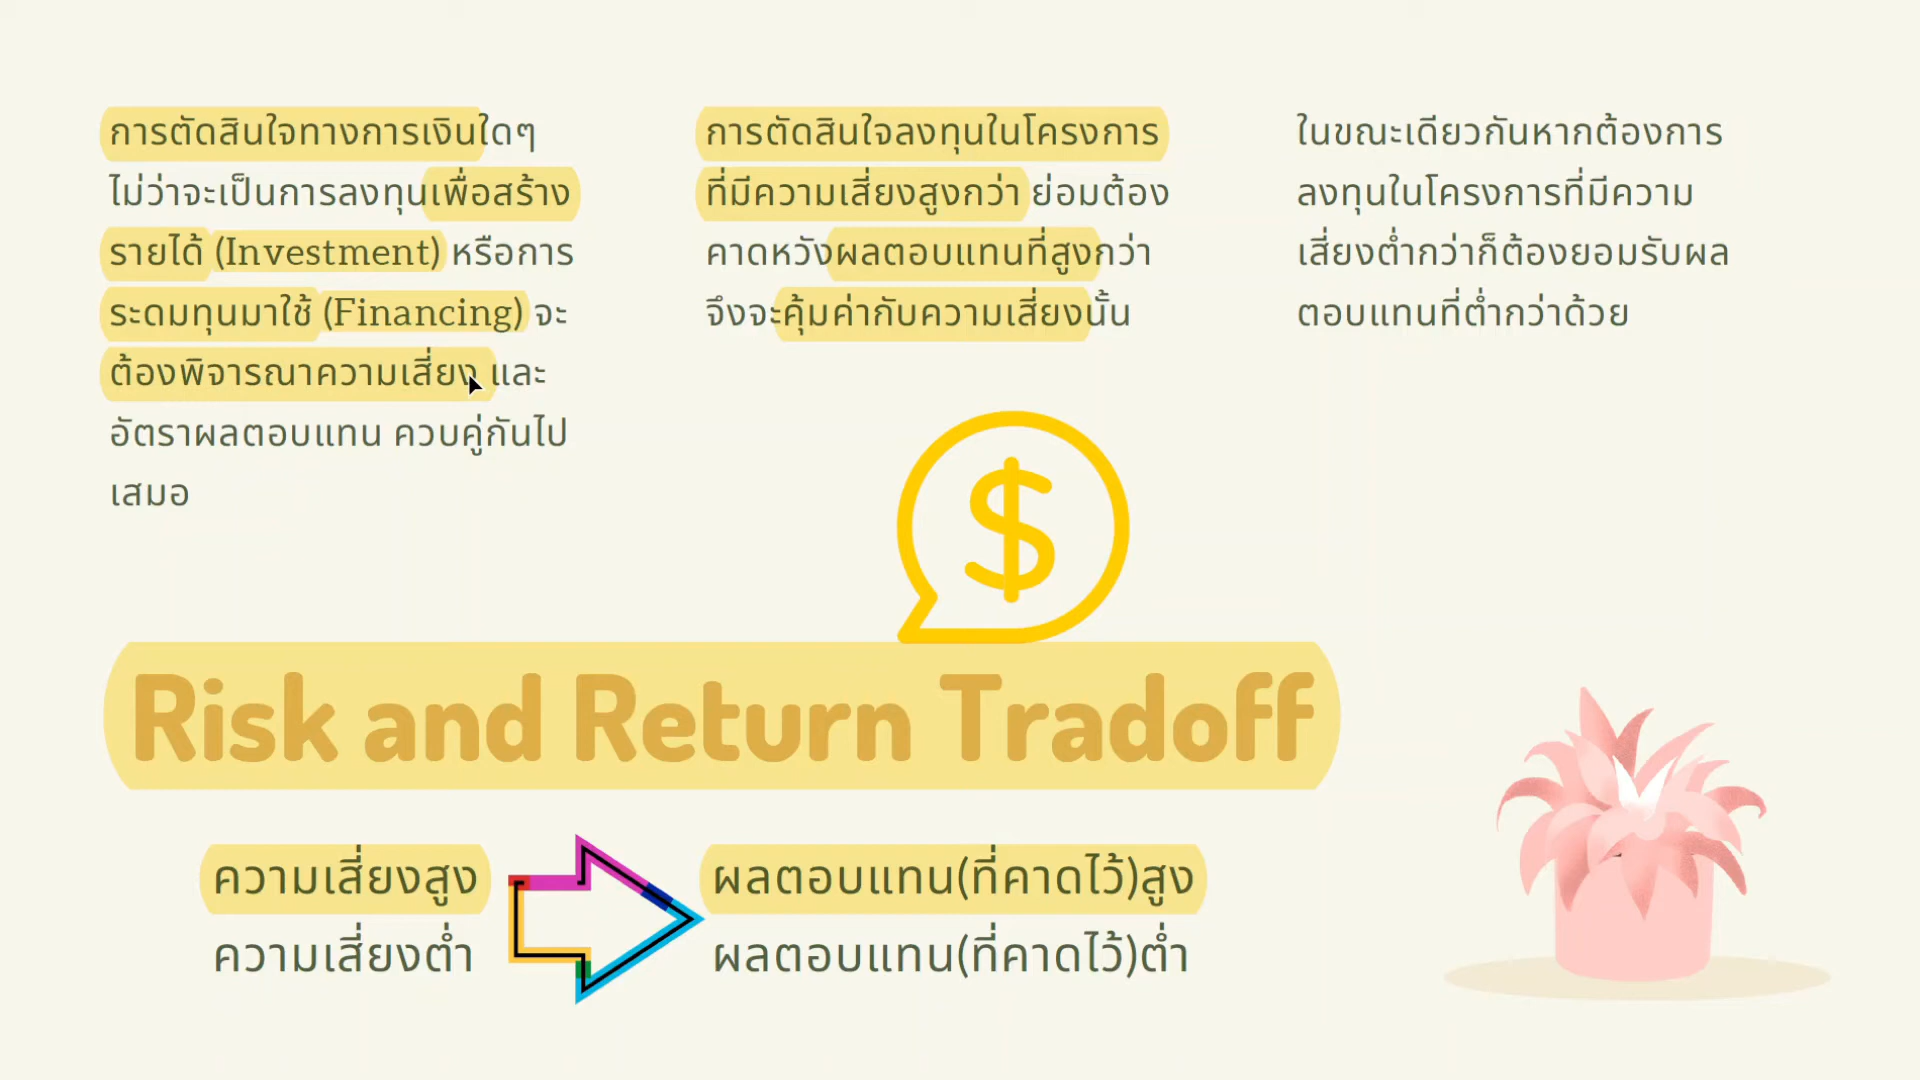 การตัดสินใจทางการเงินใดๆ
ไม่ว่าจะเป็นการลงทุนเพื่อสร้าง
รายได้ (Investment) หรือการ
ระดมทุนมาใช้ (Financing) จะ
ต้องพิจารณาความเสี่ยง และ
อัตราผลตอบแทน ควบคู่กันไป
เสมอ
การตัดสินใจลงทุนในโครงการ
ที่มีความเสี่ยงสูงกว่า ย่อมต้อง
คาดหวังผลตอบแทนที่สูงกว่า
จึงจะคุ้มค่ากับความเสี่ยงนั้น
ในขณะเดียวกันหากต้องการ
ลงทุนในโครงการที่มีความ
เสี่ยงต่ำกว่าก็ต้องยอมรับผล
ตอบแทนที่ต่ำกว่าด้วย
$
Risk and Return Tradoff
ความเสี่ยงสูง ผลตอบแทน(ที่คาดไว้)สูง
ความเสี่ยงต่ำ ผลตอบแทน(ที่คาดไว้)ต่ำ